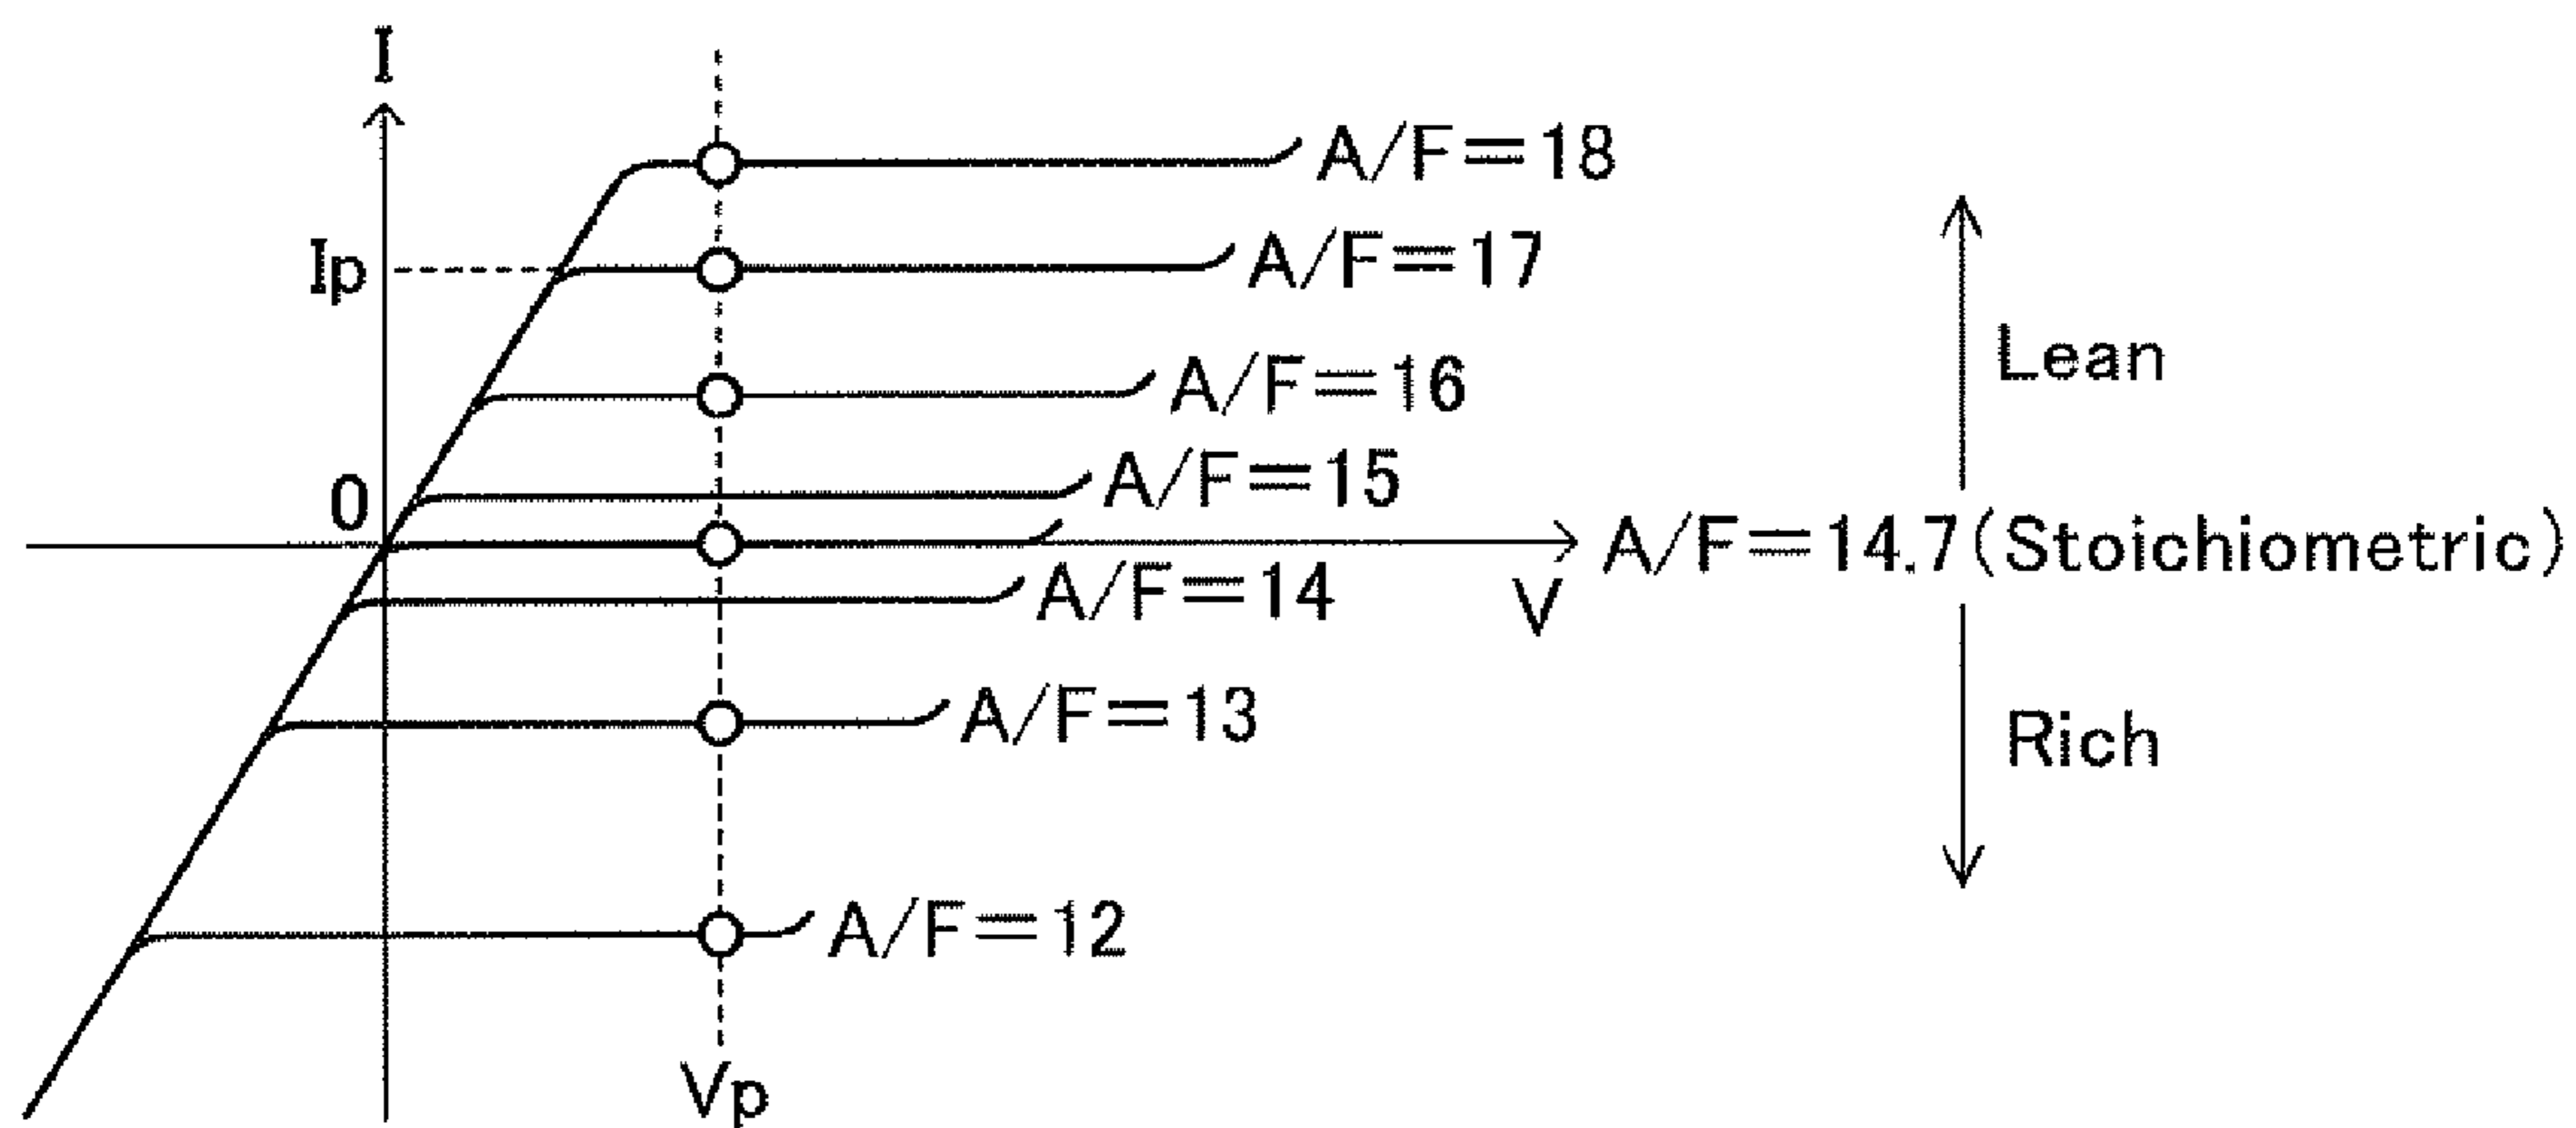 I
A/F=18
Ip
A/F=17
Lean
A/F=16
A/F=15
0
A/F=14.7(Stoichiometric)
V
A/F=14
A/F=13
Rich
A/F=12
Vp